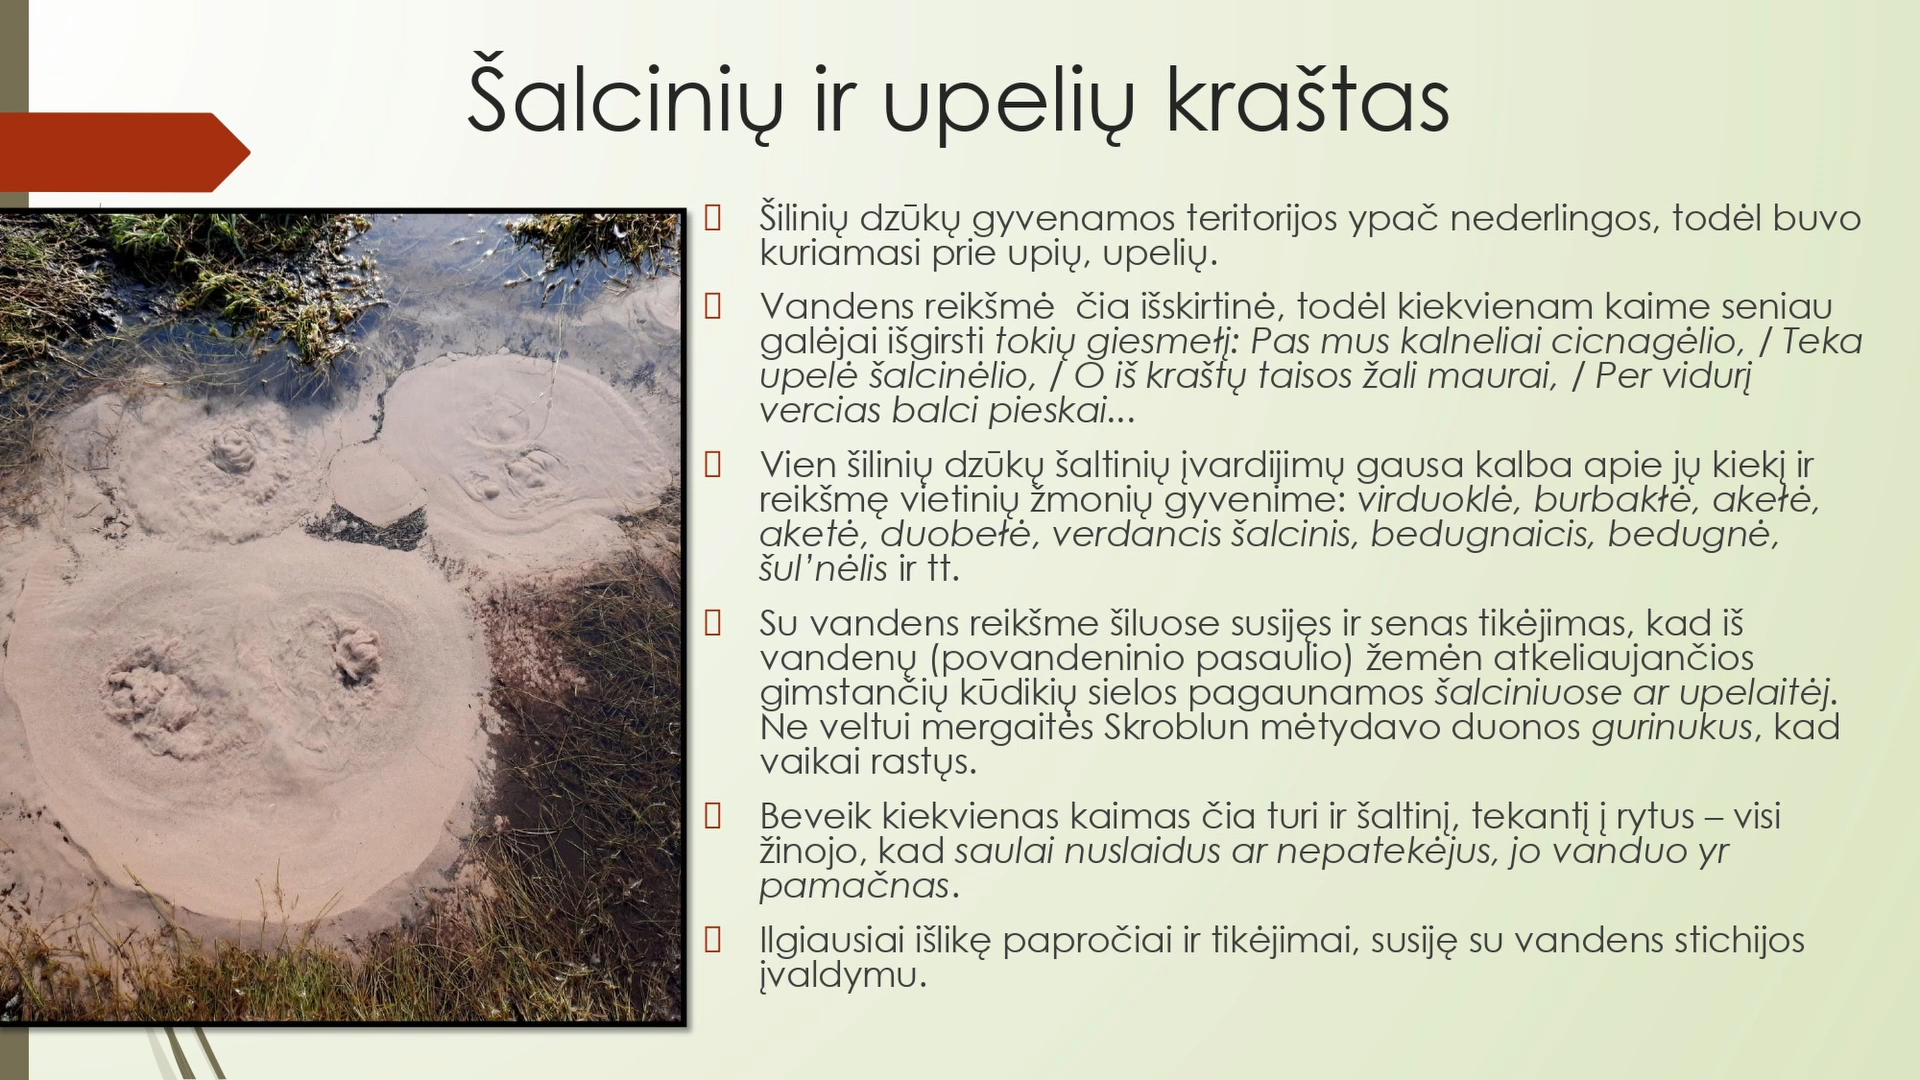 Šalcinių ir upelių kraštas
Šilinių dzūkų gyvenamos teritorijos ypač nederlingos, todėl buvo
kuriamasi prie upių, upelių.
Vandens reikšmė čia išskirtinė, todėl kiekvienam kaime seniau
galėjai išgirsti tokių giesmełį: Pas mus kalneliai cicnagėlio, / Teka
upelė šalcinėlio, / O iš kraštų taisos žali maurai, / Per vidurį
vercias balci pieskai...
Vien šilinių dzūkų šaltinių įvardijimų gausa kalba apie jų kiekį ir
reikšmę vietinių žmonių gyvenime: virduoklė, burbakłė, akełė,
aketė, duobełė, verdancis šalcinis, bedugnaicis, bedugnė,
šul’nėlis ir tt.
Su vandens reikšme šiluose susijęs ir senas tikėjimas, kad iš
vandenų (povandeninio pasaulio) žemėn atkeliaujančios
gimstančių kūdikių sielos pagaunamos šalciniuose ar upelaitėj.
Ne veltui mergaitės Skroblun mėtydavo duonos gurinukus, kad
vaikai rastųs.
Beveik kiekvienas kaimas čia turi ir šaltinį, tekantį į rytus – visi
žinojo, kad saulai nuslaidus ar nepatekėjus, jo vanduo yr
pamačnas.
Ilgiausiai išlikę papročiai ir tikėjimai, susiję su vandens stichijos
įvaldymu.